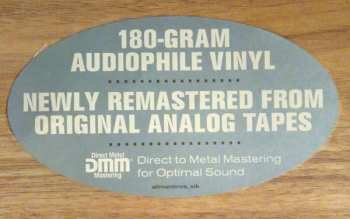 180-GRAM
AUDIOPHILE VINYL
NEWLY REMASTERED FROM
ORIGINAL ANALOG TAPES
Direct Metal
DMM
Mastering
Direct to Metal Mastering
for Optimal Sound